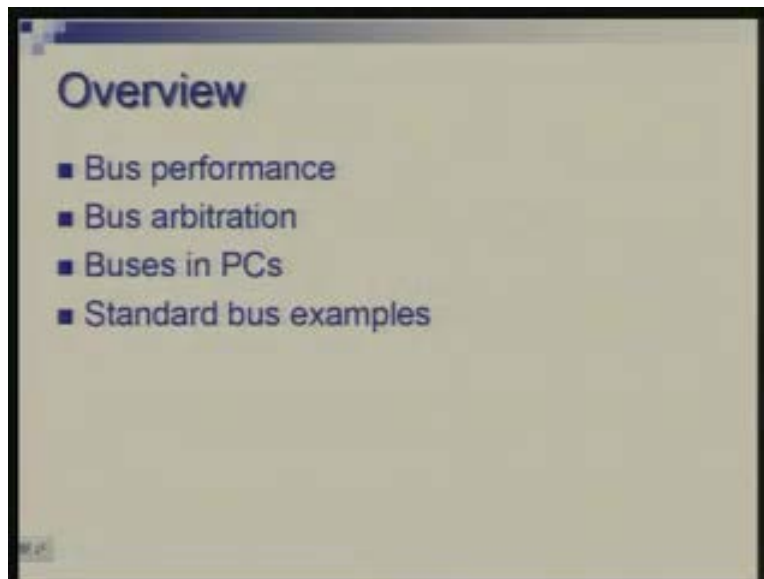 Overview
Bus performance
Bus arbitration
Buses in PCs
Standard bus examples